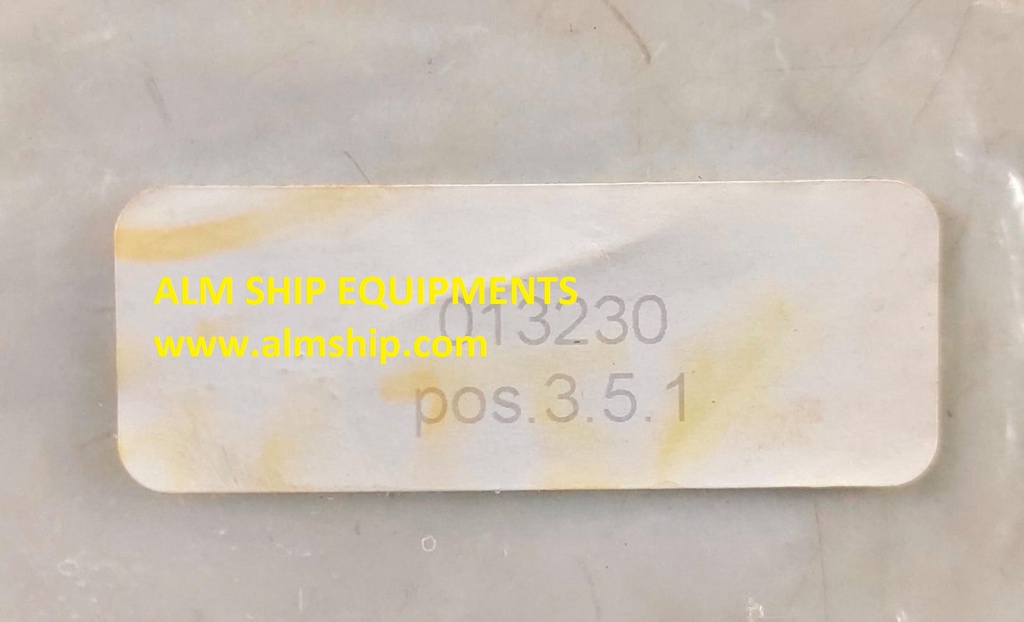 ALM SHIP EQUIPMENTS
013230
www.almship.com
pos.3.5.1